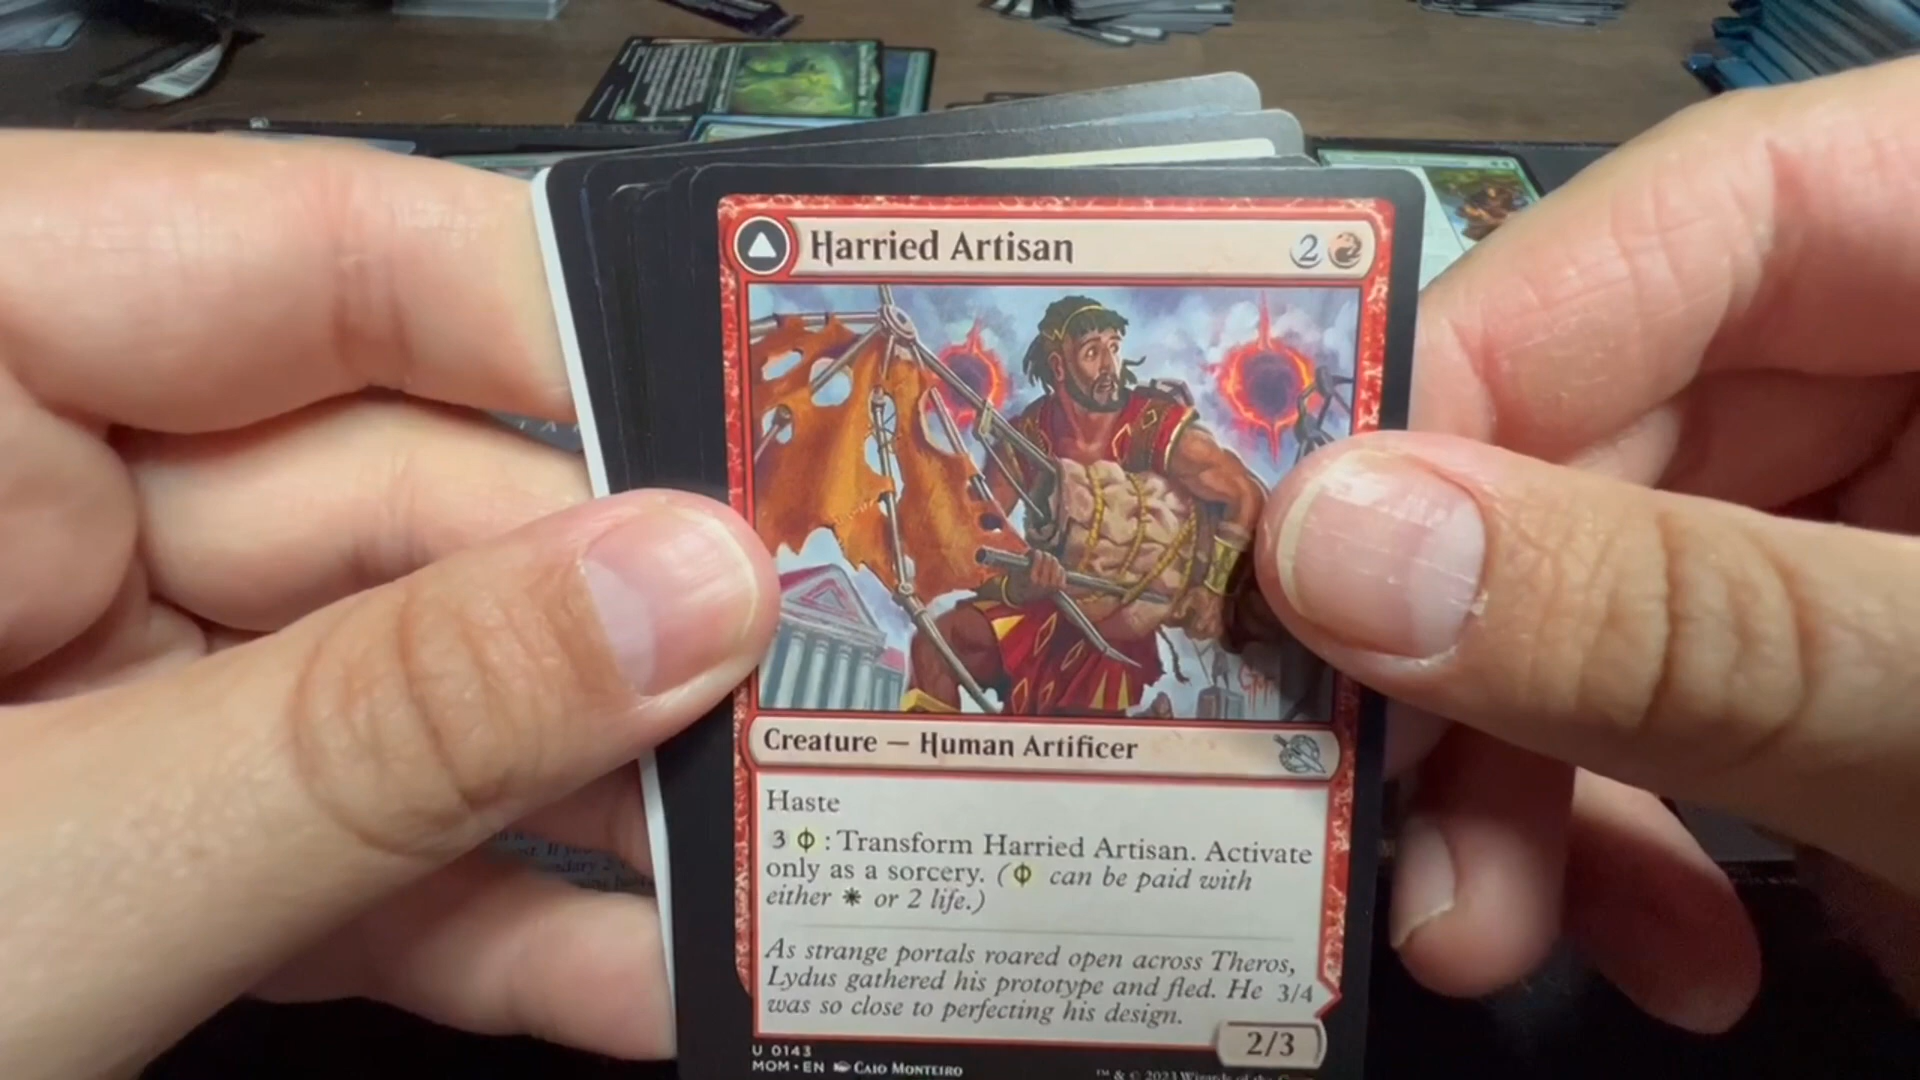 Harried Artisan 2
Creature — Human Artificer
Haste
3 ⏀: Transform Harried Artisan. Activate
only as a sorcery. (⏀ can be paid with
either ☀ or 2 life.)
As strange portals roared open across Theros,
Lydus gathered his prototype and fled. He 3/4
was so close to perfecting his design.
2/3
U 0143
MOM • EN Caio Monteiro
™ & © 2023 Wizards of the